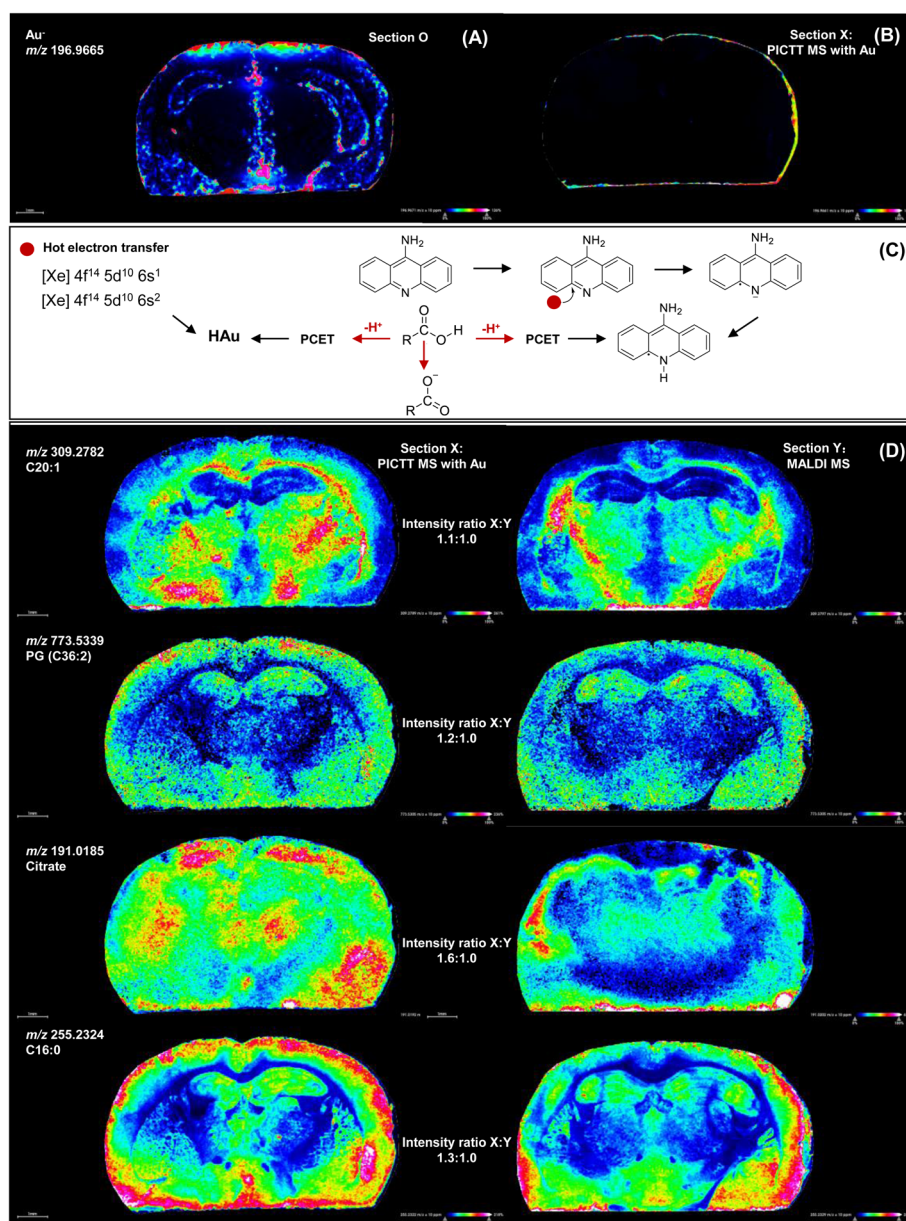 Au-
m/z 196.9665
Section O
(A)
Section X:
PICTT MS with Au
(B)
Hot electron transfer
[Xe] 4f14 5d10 6s1
[Xe] 4f14 5d10 6s2
(C)
NH2
N
NH2
N
NH2
N
–
HAu
PCET
-H+
O
R
C
O
H
-H+
PCET
NH2
N
H
O–
R
C
O
m/z 309.2782
C20:1
Section X:
PICTT MS with Au
Section Y:
MALDI MS
(D)
Intensity ratio X:Y
1.1:1.0
m/z 773.5339
PG (C36:2)
Intensity ratio X:Y
1.2:1.0
m/z 191.0185
Citrate
Intensity ratio X:Y
1.6:1.0
m/z 255.2324
C16:0
Intensity ratio X:Y
1.3:1.0